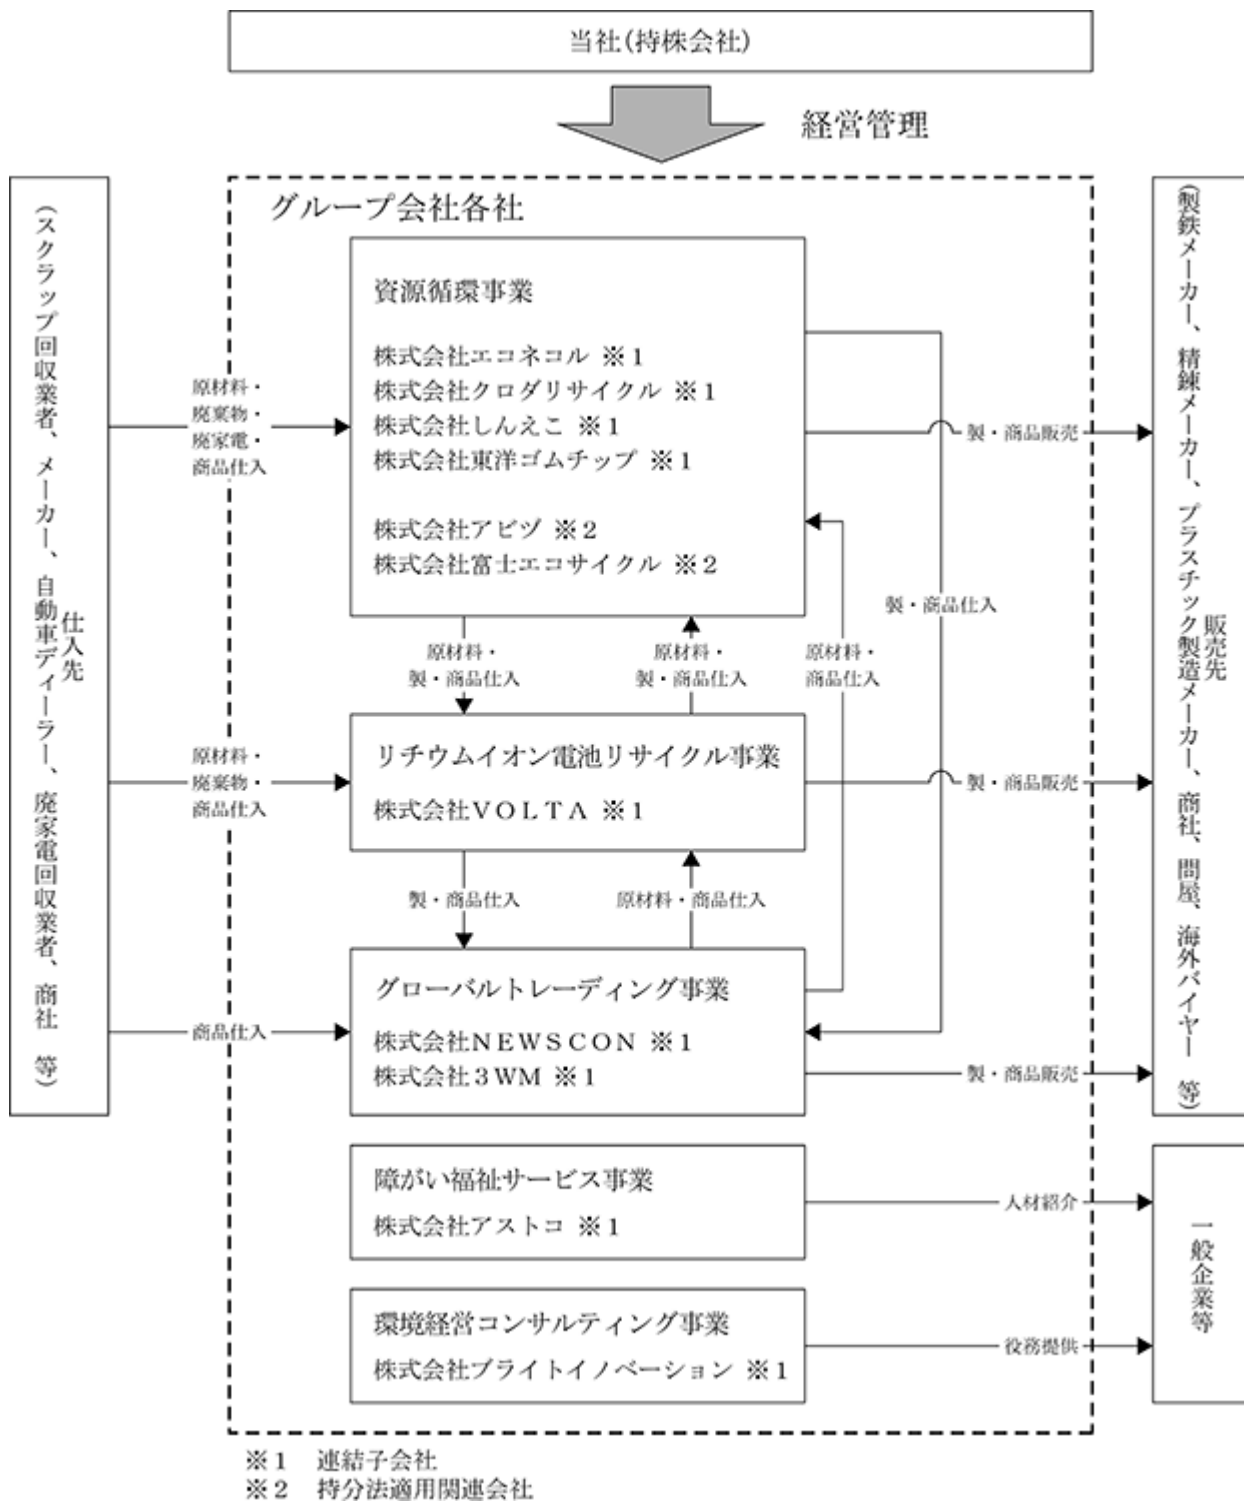 当社(持株会社)
経営管理
グループ会社各社
仕入先
(スクラップ回収業者、メーカー、自動車ディーラー、廃家電回収業者、商社 等)
原材料・
廃棄物・
廃家電・
商品仕入
資源循環事業
株式会社エコネコル ※1
株式会社クロダリサイクル ※1
株式会社しんえこ ※1
株式会社東洋ゴムチップ ※1
株式会社アビヅ ※2
株式会社富士エコサイクル ※2
製・商品販売
製・商品仕入
原材料・
製・商品仕入
原材料・
製・商品仕入
原材料・
商品仕入
原材料・
廃棄物・
商品仕入
リチウムイオン電池リサイクル事業
株式会社VOLTA ※1
製・商品販売
製・商品仕入
原材料・商品仕入
商品仕入
グローバルトレーディング事業
株式会社NEWSCON ※1
株式会社3WM ※1
製・商品販売
販売先
(製鉄メーカー、精錬メーカー、プラスチック製造メーカー、商社、問屋、海外バイヤー 等)
障がい福祉サービス事業
株式会社アストコ ※1
人材紹介
環境経営コンサルティング事業
株式会社ブライトイノベーション ※1
役務提供
一般企業等
※1 連結子会社
※2 持分法適用関連会社